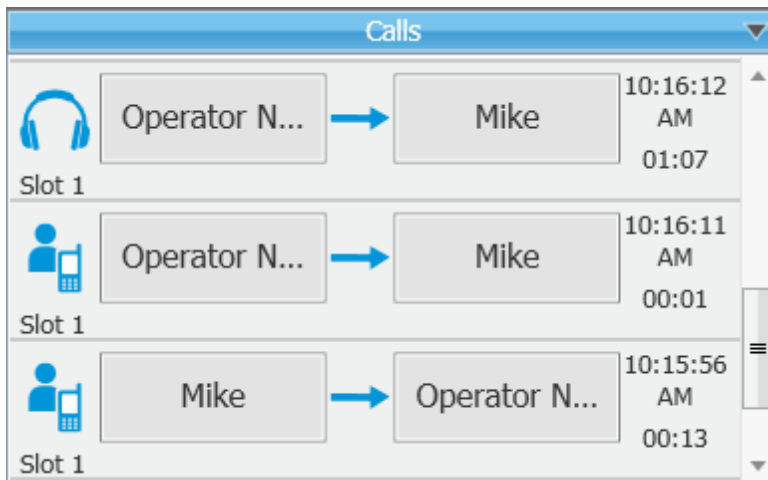 Calls
Operator N...
Mike
10:16:12
AM
01:07
Slot 1
Operator N...
Mike
10:16:11
AM
00:01
Slot 1
Mike
Operator N...
10:15:56
AM
00:13
Slot 1